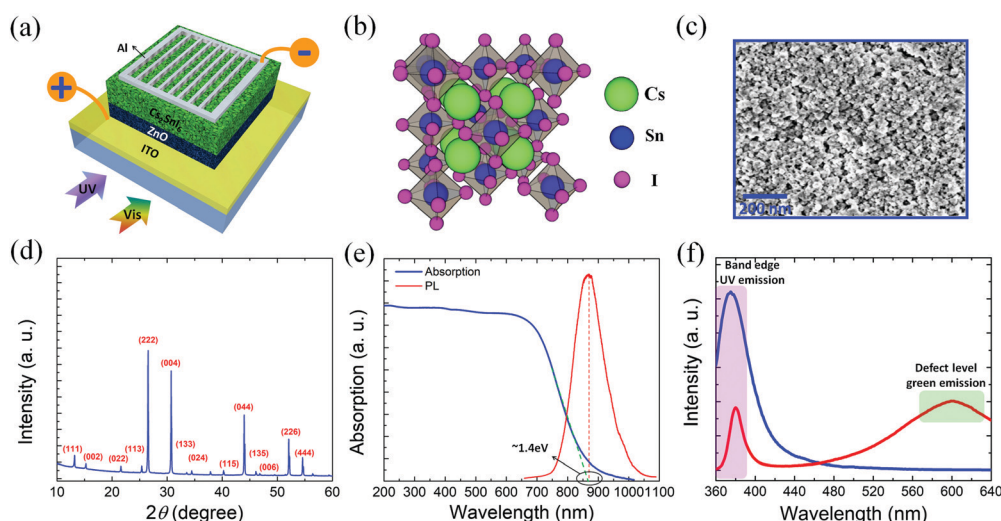 (a)
Al
Cs₂SnI₆
ZnO
ITO
UV
Vis
+
-
(b)
Cs
Sn
I
(c)
200 nm
(d)
Intensity (a. u.)
(111)
(002)
(022)
(113)
(222)
(004)
(133)
(024)
(115)
(044)
(135)
(006)
(226)
(444)
10 20 30 40 50 60
2θ (degree)
(e)
Absorption (a. u.)
Absorption
PL
~1.4eV
200 300 400 500 600 700 800 900 1000 1100
Wavelength (nm)
(f)
Intensity (a. u.)
Band edge
UV emission
Defect level
green emission
360 400 440 480 520 560 600 640
Wavelength (nm)